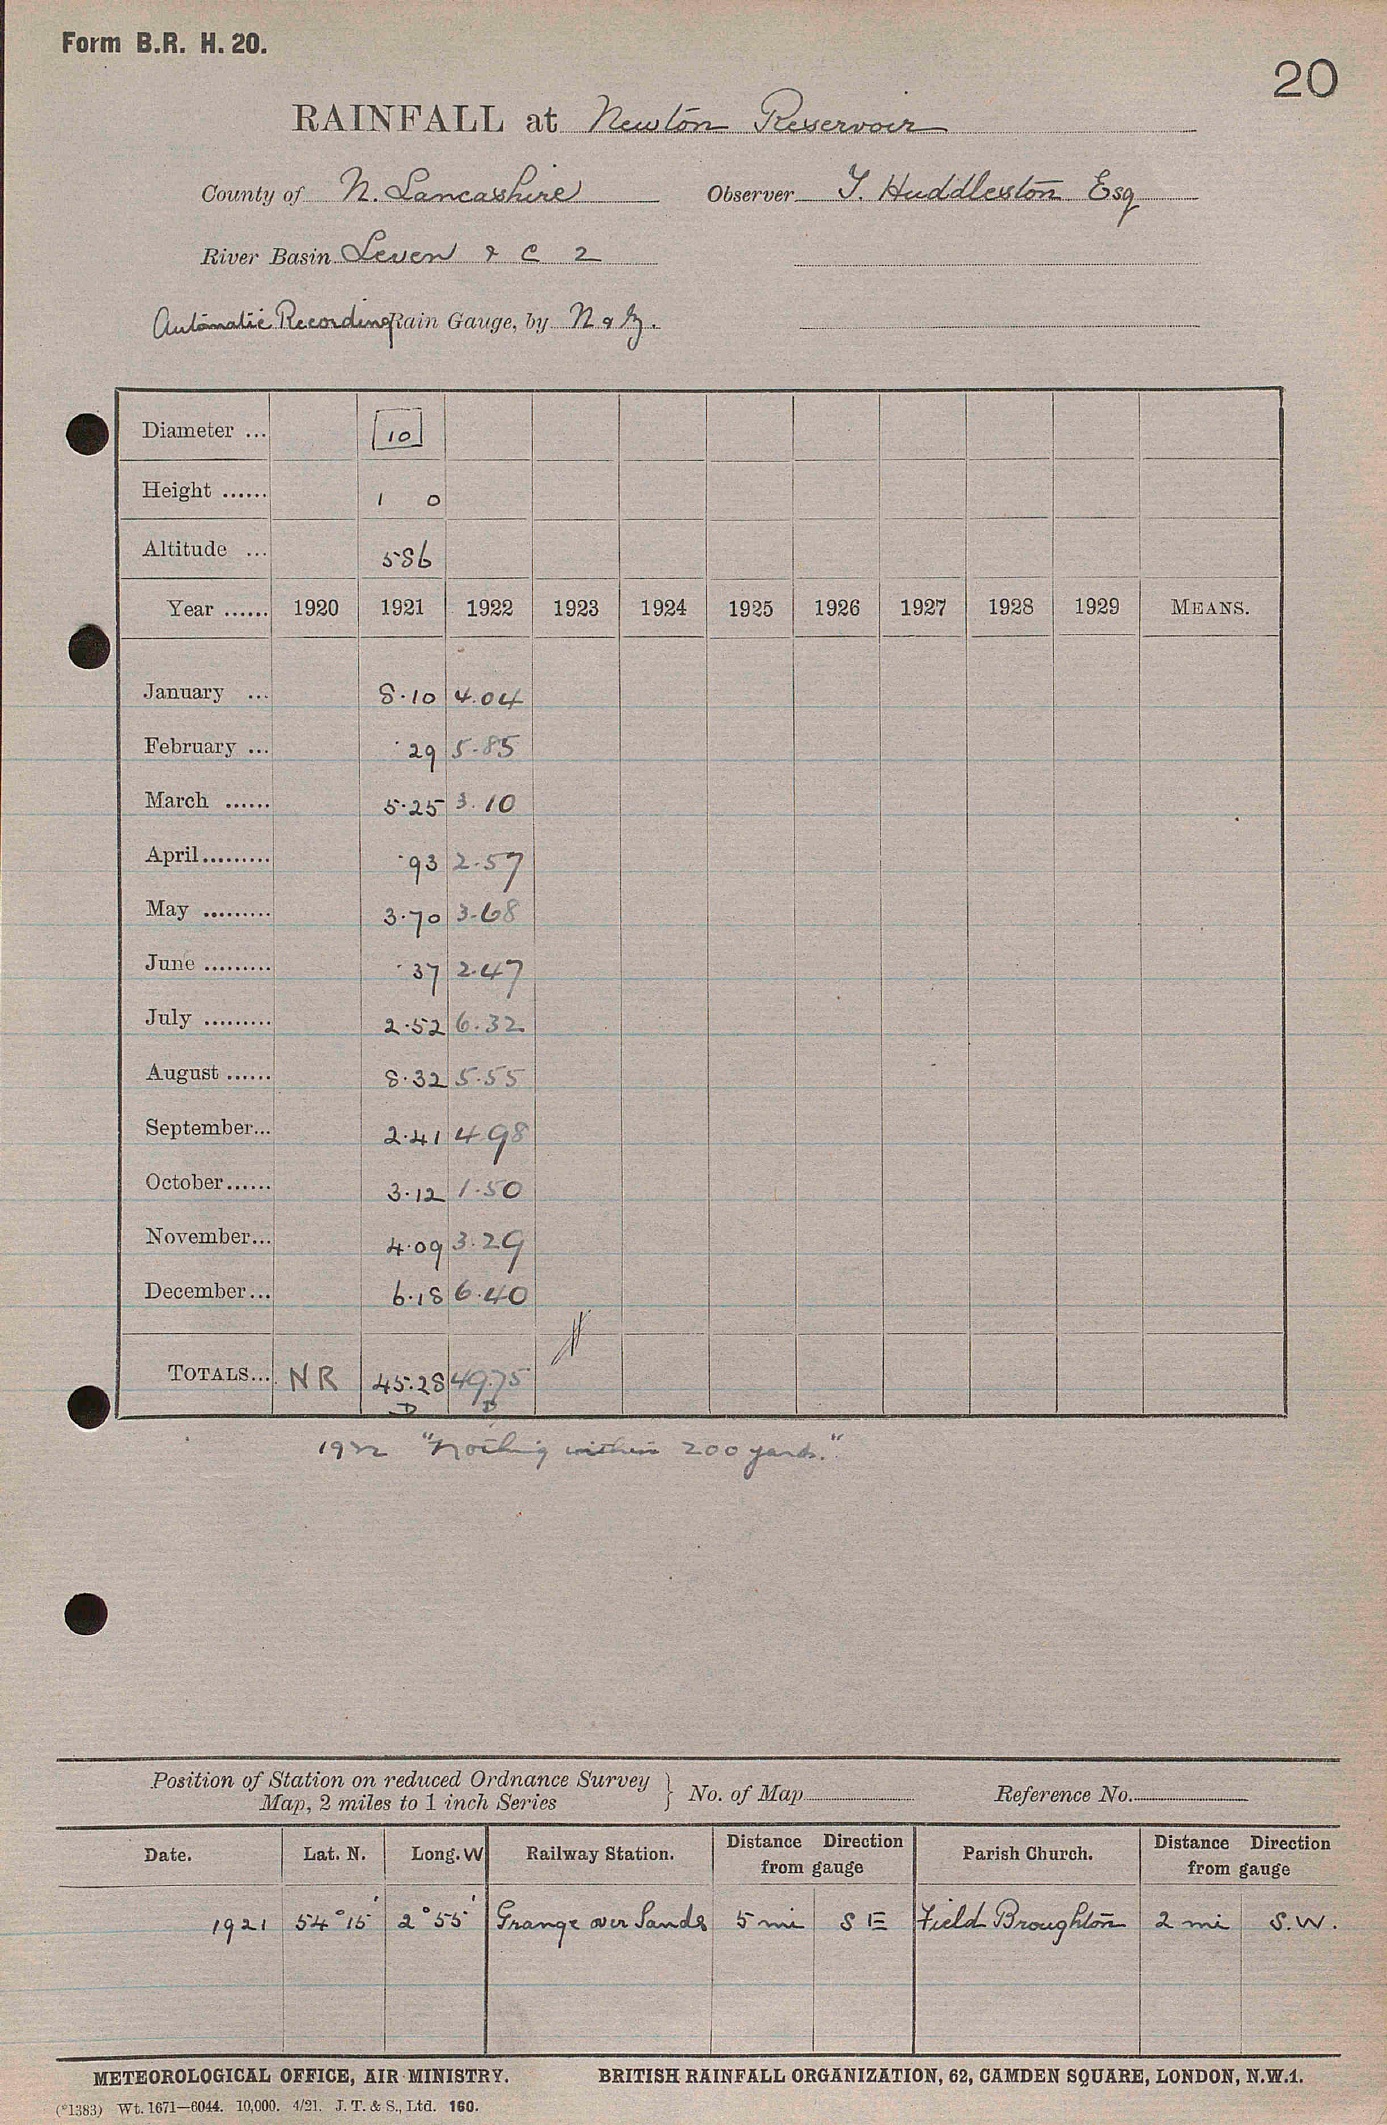 Form B.R. H. 20.
20
RAINFALL at Newton Reservoir
County of N. Lancashire Observer T. Huddleston Esq
River Basin Leven & C 2
Automatic Recording Rain Gauge, by N & Z.
Diameter ... 10
Height ...... 1 0
Altitude ... 586
Year ...... 1920 1921 1922 1923 1924 1925 1926 1927 1928 1929 MEANS.
January ... 8.10 4.04
February ... .29 5.85
March ...... 5.25 3.10
April ......... .93 2.57
May ......... 3.70 3.68
June ......... .37 2.47
July ......... 2.52 6.32
August ...... 8.32 5.55
September... 2.41 4.98
October ...... 3.12 1.50
November... 4.09 3.29
December... 6.18 6.40
TOTALS... NR 45.28 49.75
D D
1922 "Nothing within 200 yards."
Position of Station on reduced Ordnance Survey
Map, 2 miles to 1 inch Series } No. of Map Reference No.
Date. Lat. N. Long. W Railway Station. Distance Direction from gauge Parish Church. Distance Direction from gauge
1921 54°15' 2°55' Grange over Sands 5 mi S E Field Broughton 2 mi S.W.
METEOROLOGICAL OFFICE, AIR MINISTRY. BRITISH RAINFALL ORGANIZATION, 62, CAMDEN SQUARE, LONDON, N.W.1.
(*1383) Wt. 1671—6044. 10,000. 4/21. J. T. & S., Ltd. 160.